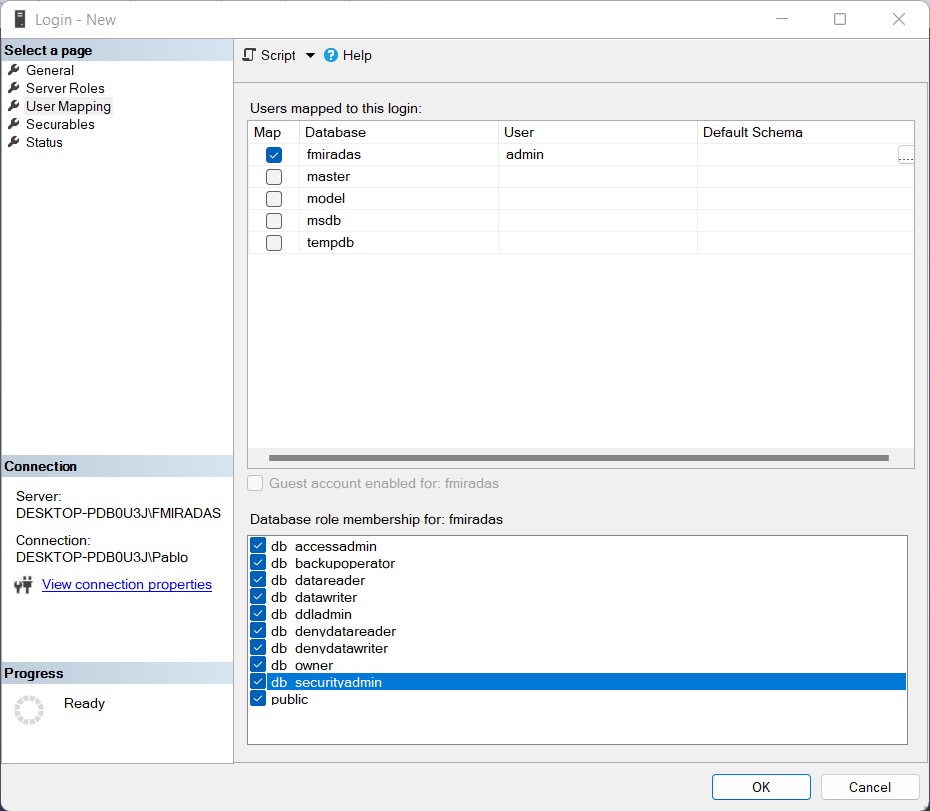 Login - New
Select a page
General
Server Roles
User Mapping
Securables
Status
Script Help
Users mapped to this login:
Map Database User Default Schema
fmiradas admin ...
master
model
msdb
tempdb
Guest account enabled for: fmiradas
Database role membership for: fmiradas
db_accessadmin
db_backupoperator
db_datareader
db_datawriter
db_ddladmin
db_denydatareader
db_denydatawriter
db_owner
db_securityadmin
public
Connection
Server:
DESKTOP-PDB0U3J\FMIRADAS
Connection:
DESKTOP-PDB0U3J\Pablo
View connection properties
Progress
Ready
OK Cancel